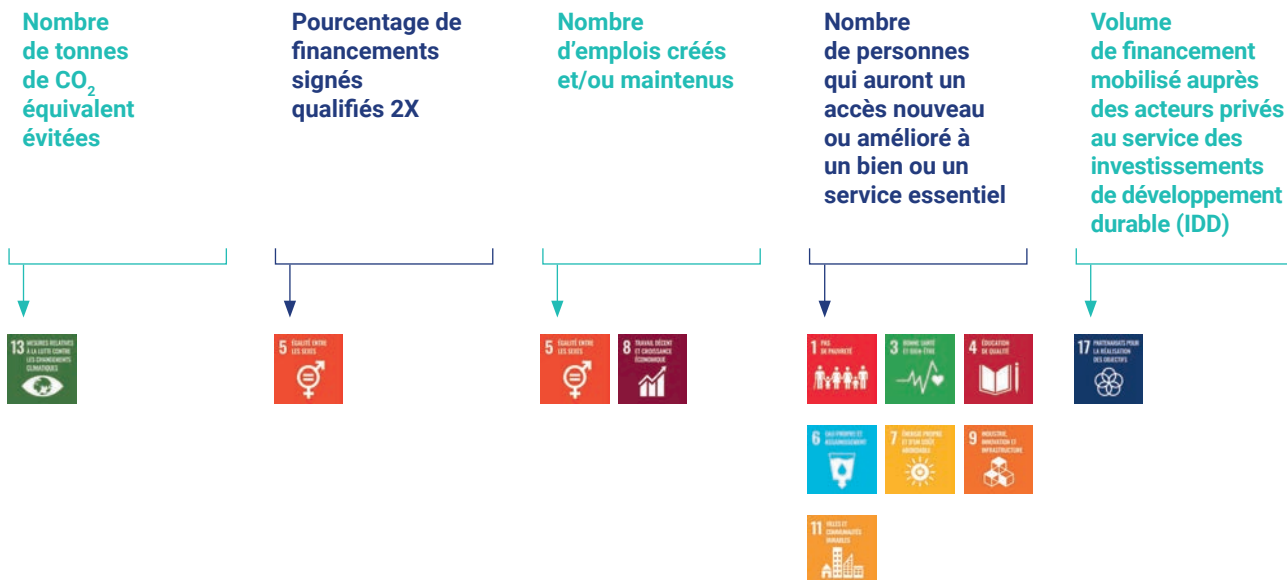 Nombre
de tonnes
de CO₂
équivalent
évitées
Pourcentage de
financements
signés
qualifiés 2X
Nombre
d’emplois créés
et/ou maintenus
Nombre
de personnes
qui auront un
accès nouveau
ou amélioré à
un bien ou un
service essentiel
Volume
de financement
mobilisé auprès
des acteurs privés
au service des
investissements
de développement
durable (IDD)
13 MESURES RELATIVES
À LA LUTTE CONTRE
LES CHANGEMENTS
CLIMATIQUES
5 ÉGALITÉ ENTRE
LES SEXES
5 ÉGALITÉ ENTRE
LES SEXES
8 TRAVAIL DÉCENT
ET CROISSANCE
ÉCONOMIQUE
1 PAS
DE PAUVRETÉ
3 BONNE SANTÉ
ET BIEN-ÊTRE
4 ÉDUCATION
DE QUALITÉ
17 PARTENARIATS POUR
LA RÉALISATION
DES OBJECTIFS
6 EAU PROPRE ET
ASSAINISSEMENT
7 ÉNERGIE PROPRE
ET D'UN COÛT
ABORDABLE
9 INDUSTRIE,
INNOVATION ET
INFRASTRUCTURE
11 VILLES ET
COMMUNAUTÉS
DURABLES